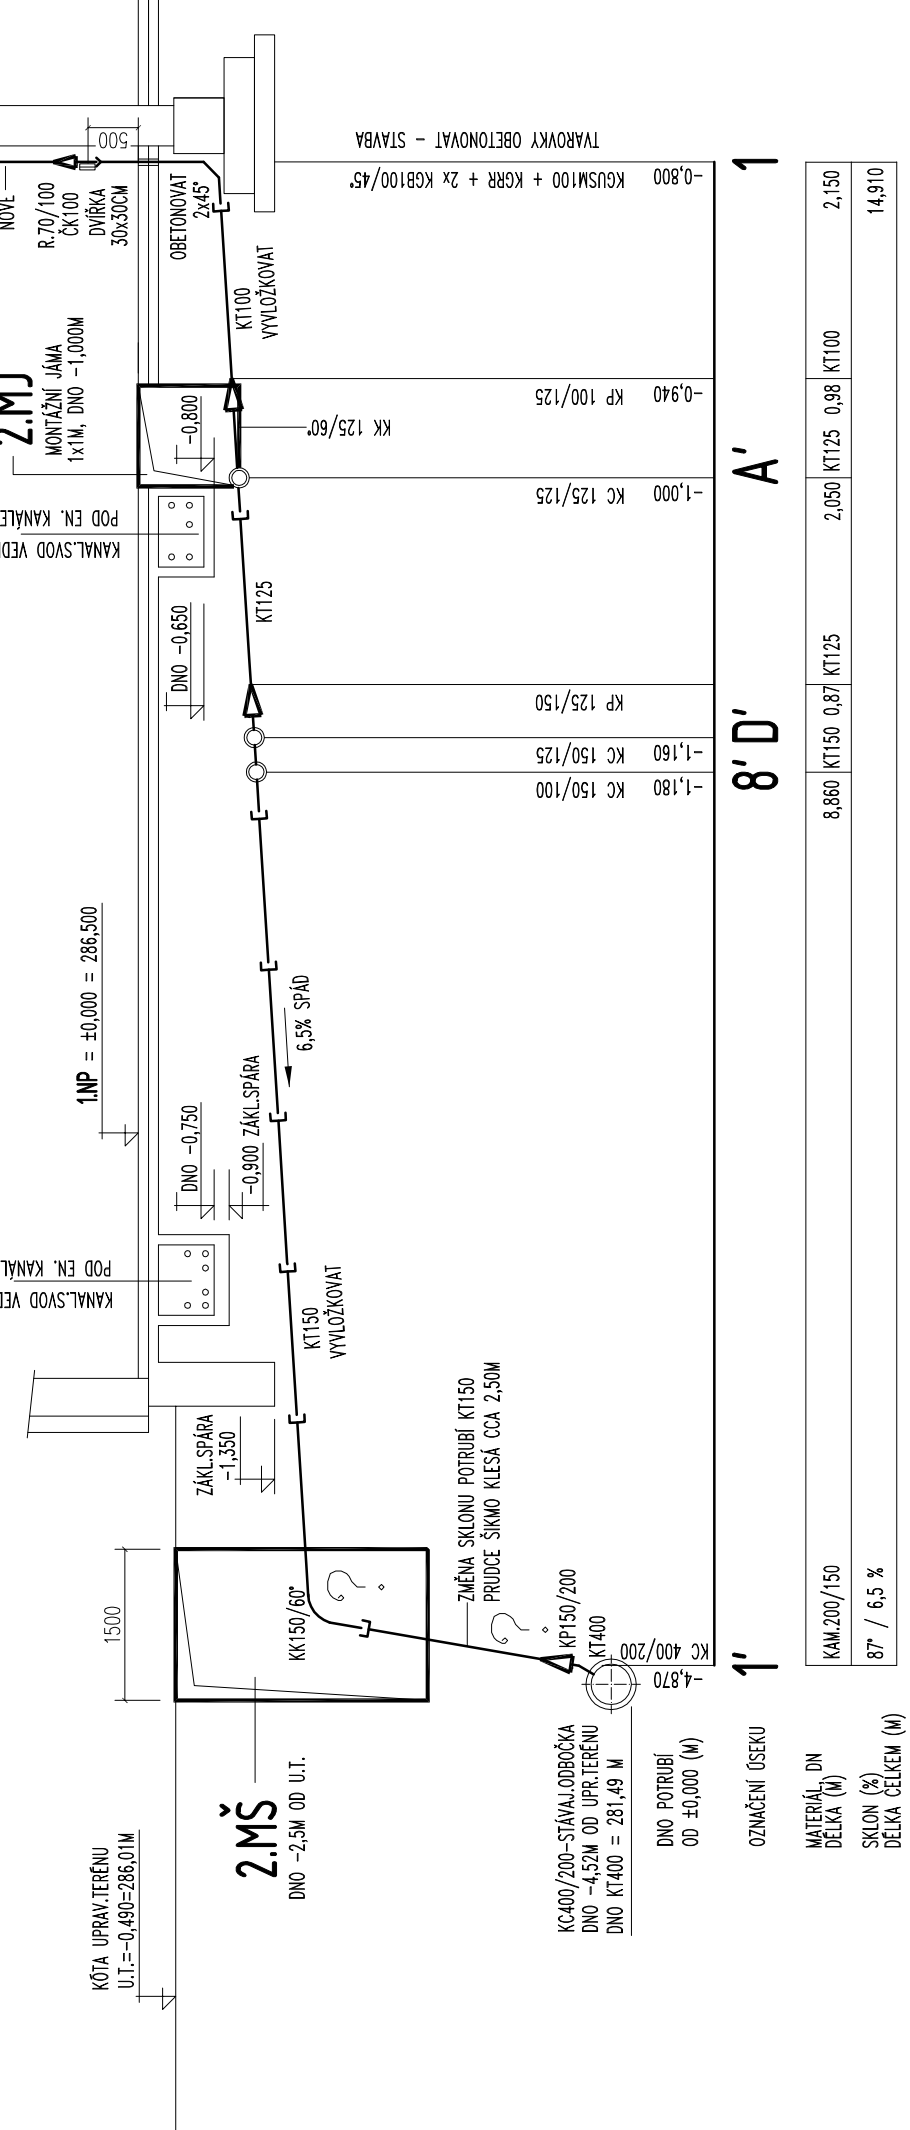 NOVÉ
500
R.70/100
ČK100
DVÍŘKA
30x30CM
OBETONOVAT
2x45°
TVAROVKY OBETONOVAT - STAVBA
KGUSM100 + KGRR + 2x KGB100/45°
-0,800
1
2,150
14,910
2.MJ
MONTÁŽNÍ JÁMA
1x1M, DNO -1,000M
-0,800
KT100
VYVLOŽKOVAT
KK 125/60°
KP 100/125
-0,940
KC 125/125
-1,000
A'
KT100
0,98
KT125
2,050
KANAL.SVOD
POD EN.
DNO -0,650
KT125
KP 125/150
KC 150/125
-1,160
KC 150/100
-1,180
8' D'
KT125
0,87
KT150
8,860
1.NP = ±0,000 = 286,500
6,5% SPÁD
DNO -0,750
-0,900 ZÁKL.SPÁRA
KANAL.SVOD
POD EN.
KT150
VYVLOŽKOVAT
ZÁKL.SPÁRA
-1,350
1500
KK150/60°
?
ZMĚNA SKLONU POTRUBÍ KT150
PRUDCE ŠIKMO KLESÁ CCA 2,50M
?
KP150/200
KT400
KC 400/200
-4,870
1'
KAM.200/150
87° / 6,5 %
2.MŠ
DNO -2,5M OD U.T.
KÓTA UPRAV.TERÉNU
U.T.=-0,490=286,01M
KC400/200-STÁVAJ.ODBOČKA
DNO -4,52M OD UPR.TERÉNU
DNO KT400 = 281,49 M
DNO POTRUBÍ
OD ±0,000 (M)
OZNAČENÍ ÚSEKU
MATERIÁL, DN
DÉLKA (M)
SKLON (%)
DÉLKA CELKEM (M)